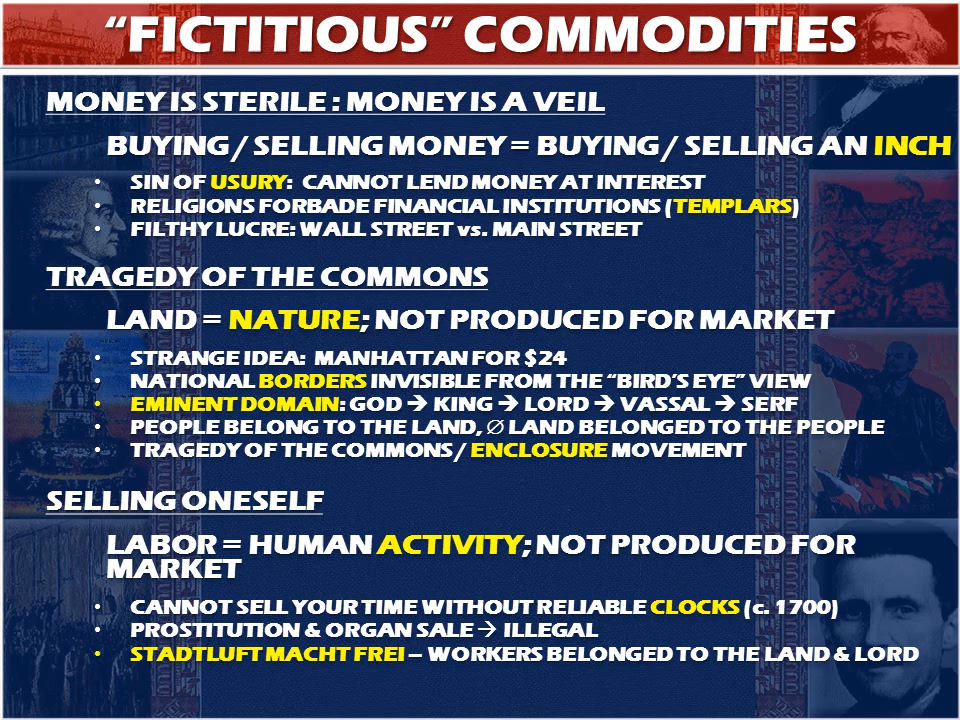 “FICTITIOUS” COMMODITIES
MONEY IS STERILE : MONEY IS A VEIL
BUYING / SELLING MONEY = BUYING / SELLING AN INCH
• SIN OF USURY: CANNOT LEND MONEY AT INTEREST
• RELIGIONS FORBADE FINANCIAL INSTITUTIONS (TEMPLARS)
• FILTHY LUCRE: WALL STREET vs. MAIN STREET
TRAGEDY OF THE COMMONS
LAND = NATURE; NOT PRODUCED FOR MARKET
• STRANGE IDEA: MANHATTAN FOR $24
• NATIONAL BORDERS INVISIBLE FROM THE “BIRD’S EYE” VIEW
• EMINENT DOMAIN: GOD → KING → LORD → VASSAL → SERF
• PEOPLE BELONG TO THE LAND, ∅ LAND BELONGED TO THE PEOPLE
• TRAGEDY OF THE COMMONS / ENCLOSURE MOVEMENT
SELLING ONESELF
LABOR = HUMAN ACTIVITY; NOT PRODUCED FOR
MARKET
• CANNOT SELL YOUR TIME WITHOUT RELIABLE CLOCKS (c. 1700)
• PROSTITUTION & ORGAN SALE → ILLEGAL
• STADTLUFT MACHT FREI – WORKERS BELONGED TO THE LAND & LORD